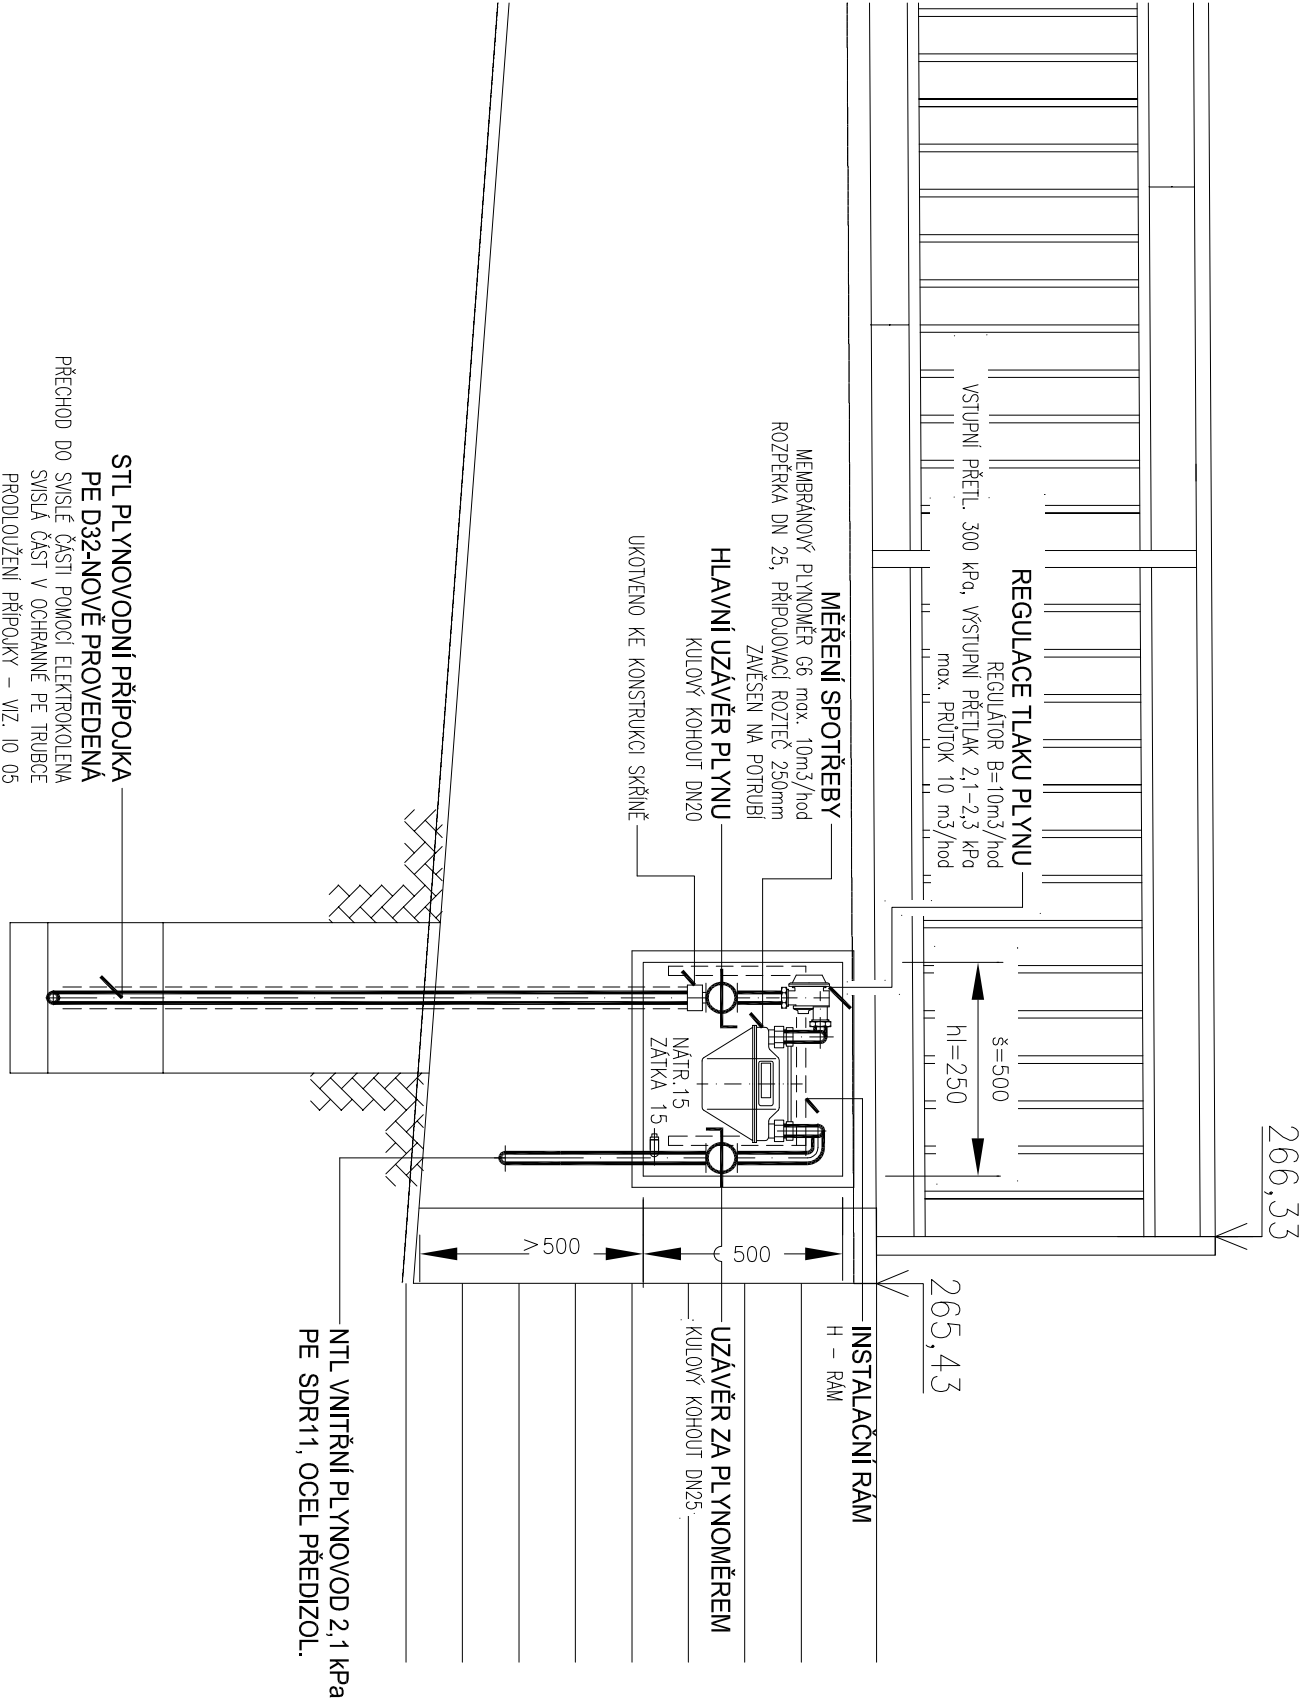 266,33
265,43
š=500
hl=250
REGULACE TLAKU PLYNU
REGULÁTOR B=10m3/hod
VSTUPNÍ PŘETL. 300 kPa, VÝSTUPNÍ PŘETLAK 2,1-2,3 kPa
max. PRŮTOK 10 m3/hod
MĚŘENÍ SPOTŘEBY
MEMBRÁNOVÝ PLYNOMĚR G6 max. 10m3/hod
ROZPĚRKA DN 25, PŘIPOJOVACÍ ROZTEČ 250mm
ZAVĚŠEN NA POTRUBÍ
HLAVNÍ UZÁVĚR PLYNU
KULOVÝ KOHOUT DN20
UKOTVENO KE KONSTRUKCI SKŘÍNĚ
NÁTR.15
ZÁTKA 15
500
>500
INSTALAČNÍ RÁM
H - RÁM
UZÁVĚR ZA PLYNOMĚREM
KULOVÝ KOHOUT DN25
NTL VNITŘNÍ PLYNOVOD 2,1 kPa
PE SDR11, OCEL PŘEDIZOL.
STL PLYNOVODNÍ PŘÍPOJKA
PE D32-NOVĚ PROVEDENÁ
PŘECHOD DO SVISLÉ ČÁSTI POMOCÍ ELEKTROKOLENA
SVISLÁ ČÁST V OCHRANNÉ PE TRUBCE
PRODLOUŽENÍ PŘÍPOJKY - VIZ. IO 05